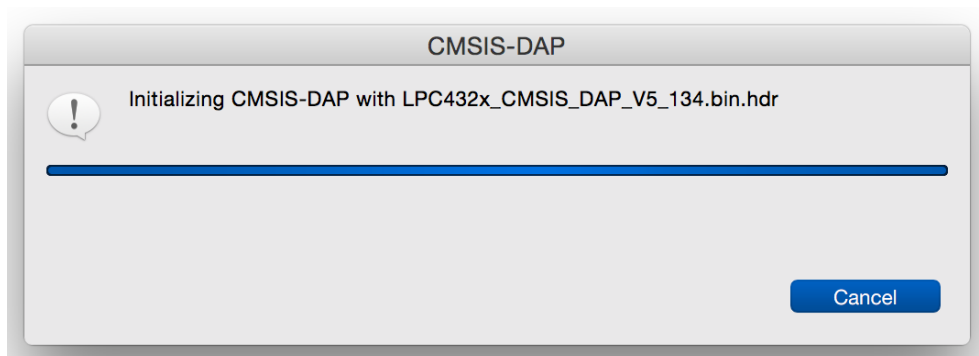 CMSIS-DAP
Initializing CMSIS-DAP with LPC432x_CMSIS_DAP_V5_134.bin.hdr
Cancel